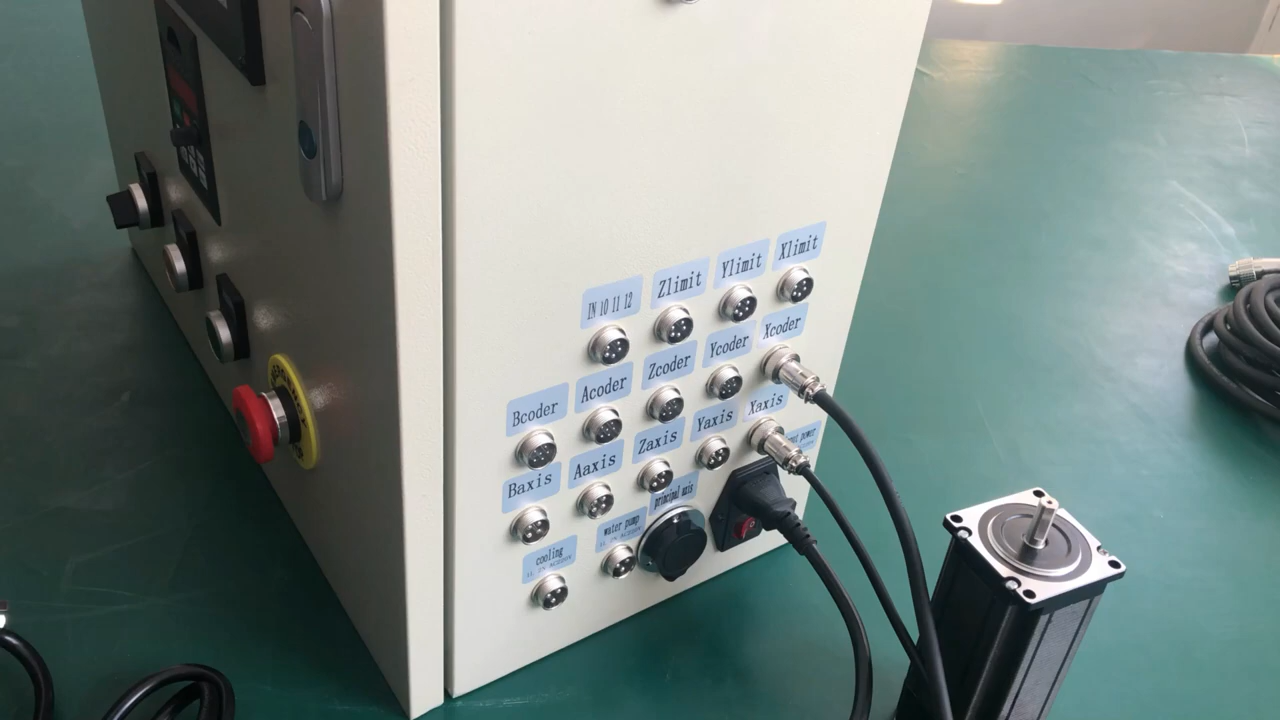 IN 10 11 12
Zlimit
Ylimit
Xlimit
Bcoder
Acoder
Zcoder
Ycoder
Xcoder
Baxis
Aaxis
Zaxis
Yaxis
Xaxis
cooling
water pump
principal axis
power